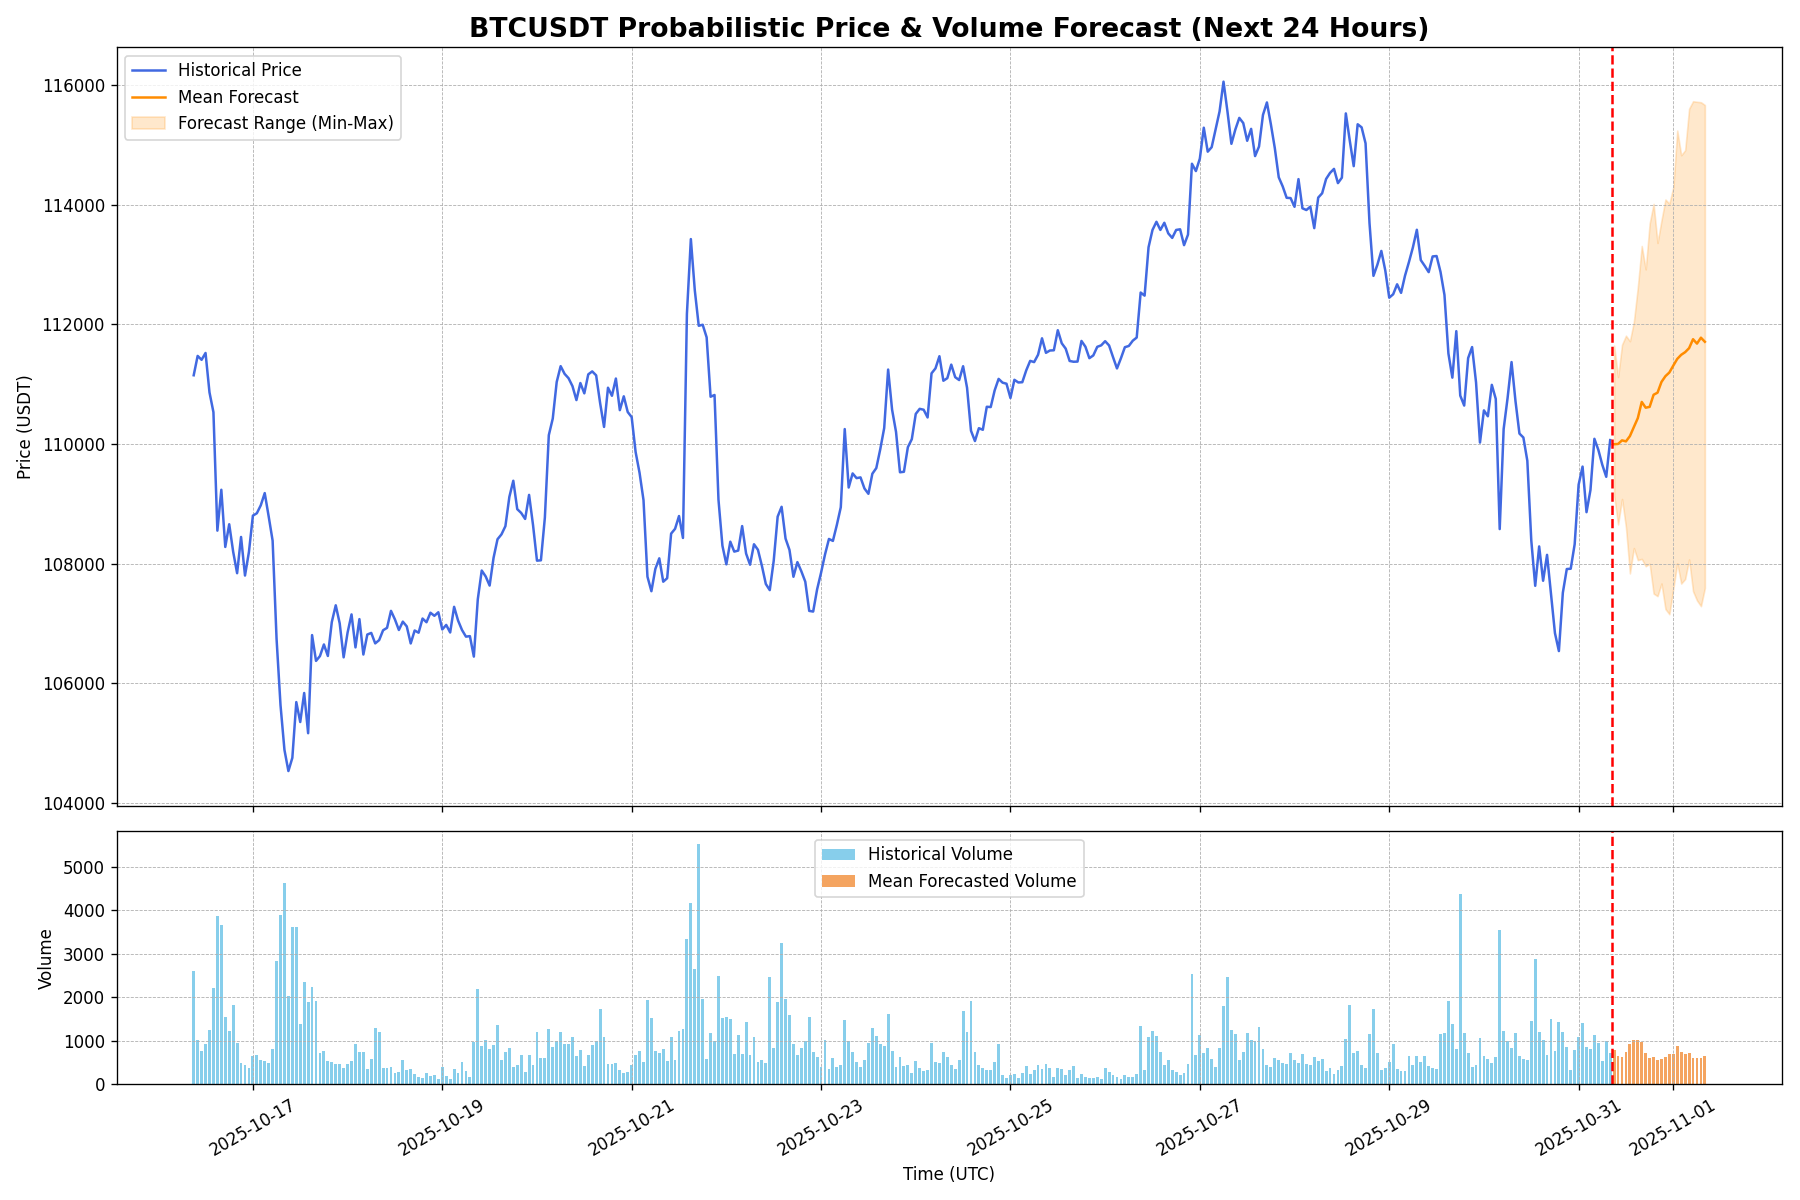 BTCUSDT Probabilistic Price & Volume Forecast (Next 24 Hours)
Historical Price
Mean Forecast
Forecast Range (Min-Max)
Price (USDT)
116000
114000
112000
110000
108000
106000
104000
Historical Volume
Mean Forecasted Volume
Volume
5000
4000
3000
2000
1000
0
2025-10-17
2025-10-19
2025-10-21
2025-10-23
2025-10-25
2025-10-27
2025-10-29
2025-10-31
2025-11-01
Time (UTC)